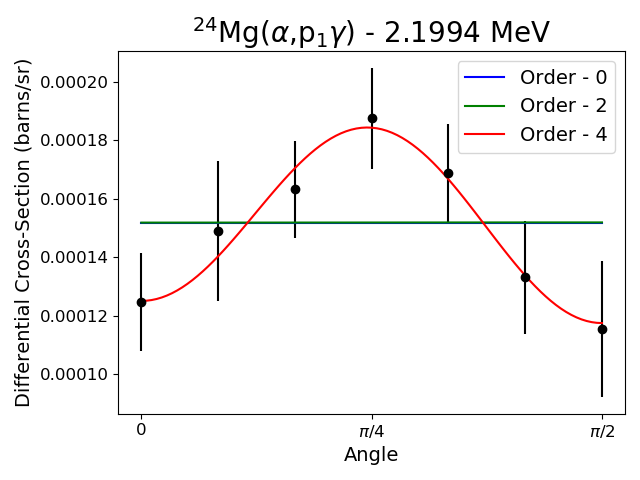 ²⁴Mg(α,p₁γ) - 2.1994 MeV
Differential Cross-Section (barns/sr)
0.00020
0.00018
0.00016
0.00014
0.00012
0.00010
Order - 0
Order - 2
Order - 4
0 π/4 π/2
Angle